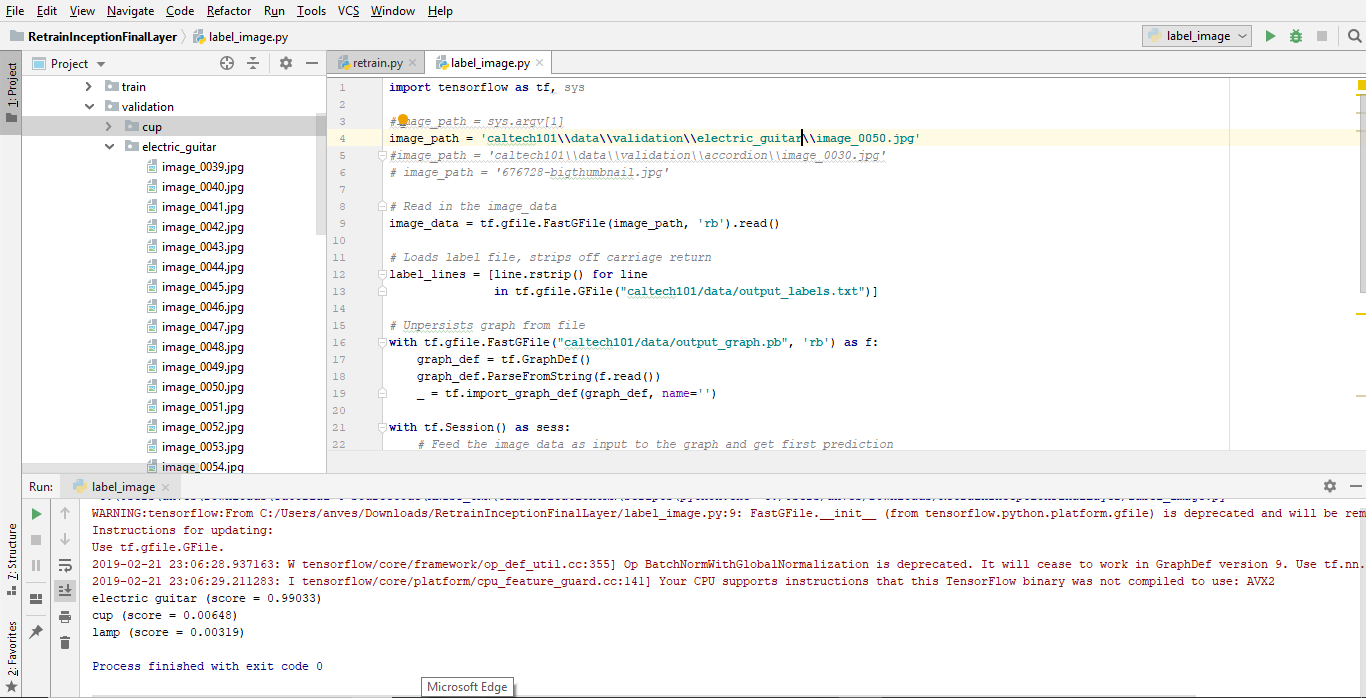 File Edit View Navigate Code Refactor Run Tools VCS Window Help
RetrainInceptionFinalLayer label_image.py label_image
1: Project
Project
train
validation
cup
electric_guitar
image_0039.jpg
image_0040.jpg
image_0041.jpg
image_0042.jpg
image_0043.jpg
image_0044.jpg
image_0045.jpg
image_0046.jpg
image_0047.jpg
image_0048.jpg
image_0049.jpg
image_0050.jpg
image_0051.jpg
image_0052.jpg
image_0053.jpg
image_0054.jpg
retrain.py label_image.py
1 import tensorflow as tf, sys
2
3 #image_path = sys.argv[1]
4 image_path = 'caltech101\\data\\validation\\electric_guitar\\image_0050.jpg'
5 #image_path = 'caltech101\\data\\validation\\accordion\\image_0030.jpg'
6 # image_path = '676728-bigthumbnail.jpg'
7
8 # Read in the image_data
9 image_data = tf.gfile.FastGFile(image_path, 'rb').read()
10
11 # Loads label file, strips off carriage return
12 label_lines = [line.rstrip() for line
13 in tf.gfile.GFile("caltech101/data/output_labels.txt")]
14
15 # Unpersists graph from file
16 with tf.gfile.FastGFile("caltech101/data/output_graph.pb", 'rb') as f:
17 graph_def = tf.GraphDef()
18 graph_def.ParseFromString(f.read())
19 _ = tf.import_graph_def(graph_def, name='')
20
21 with tf.Session() as sess:
22 # Feed the image data as input to the graph and get first prediction
Run: label_image
7: Structure
2: Favorites
WARNING:tensorflow:From C:/Users/anves/Downloads/RetrainInceptionFinalLayer/label_image.py:9: FastGFile.__init__ (from tensorflow.python.platform.gfile) is deprecated and will be rem
Instructions for updating:
Use tf.gfile.GFile.
2019-02-21 23:06:28.937163: W tensorflow/core/framework/op_def_util.cc:355] Op BatchNormWithGlobalNormalization is deprecated. It will cease to work in GraphDef version 9. Use tf.nn.
2019-02-21 23:06:29.211283: I tensorflow/core/platform/cpu_feature_guard.cc:141] Your CPU supports instructions that this TensorFlow binary was not compiled to use: AVX2
electric guitar (score = 0.99033)
cup (score = 0.00648)
lamp (score = 0.00319)
Process finished with exit code 0
Microsoft Edge